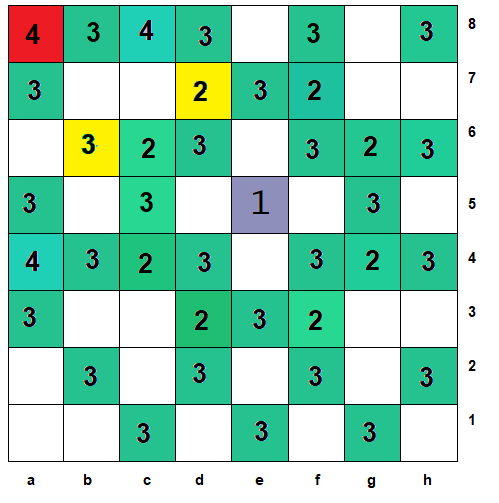 4 3 4 3 3 3 8
3 2 3 2 7
3 2 3 3 2 3 6
3 3 1 3 5
4 3 2 3 3 2 3 4
3 2 3 2 3
3 3 3 3 2
3 3 3 1
a b c d e f g h